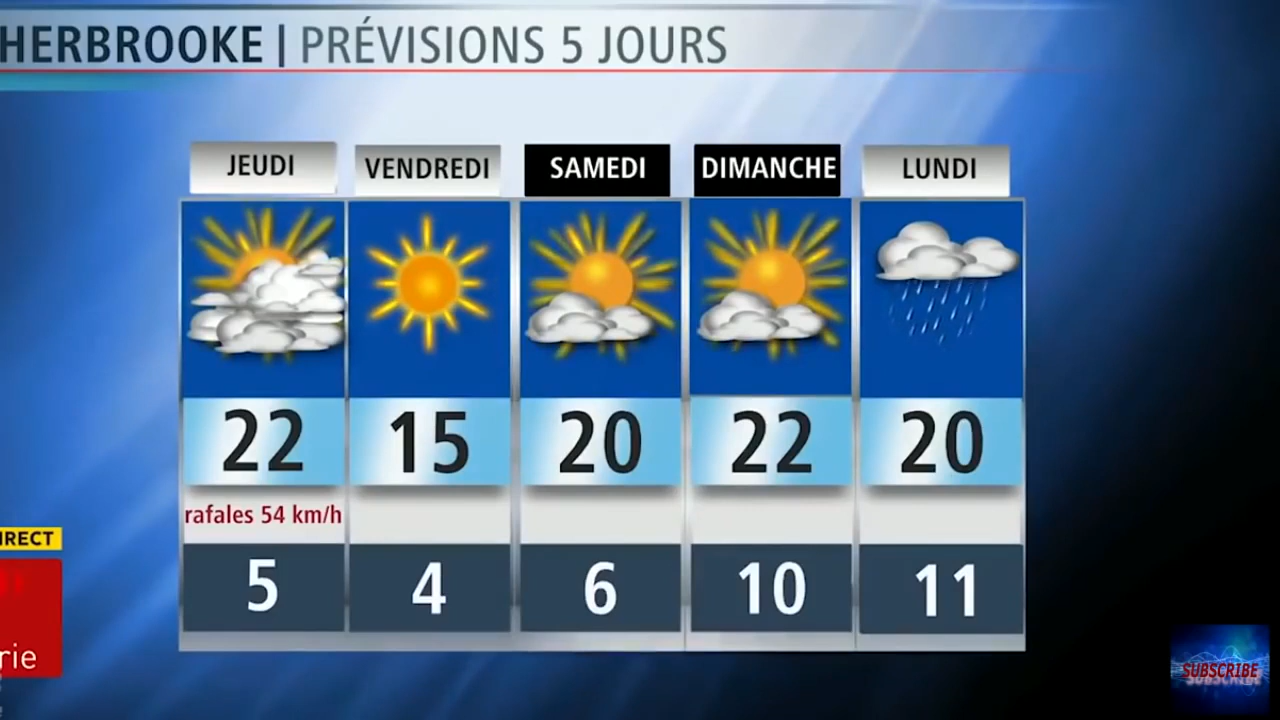 HERBROOKE | PRÉVISIONS 5 JOURS
JEUDI VENDREDI SAMEDI DIMANCHE LUNDI
22 15 20 22 20
rafales 54 km/h
5 4 6 10 11
IRECT
rie
SUBSCRIBE